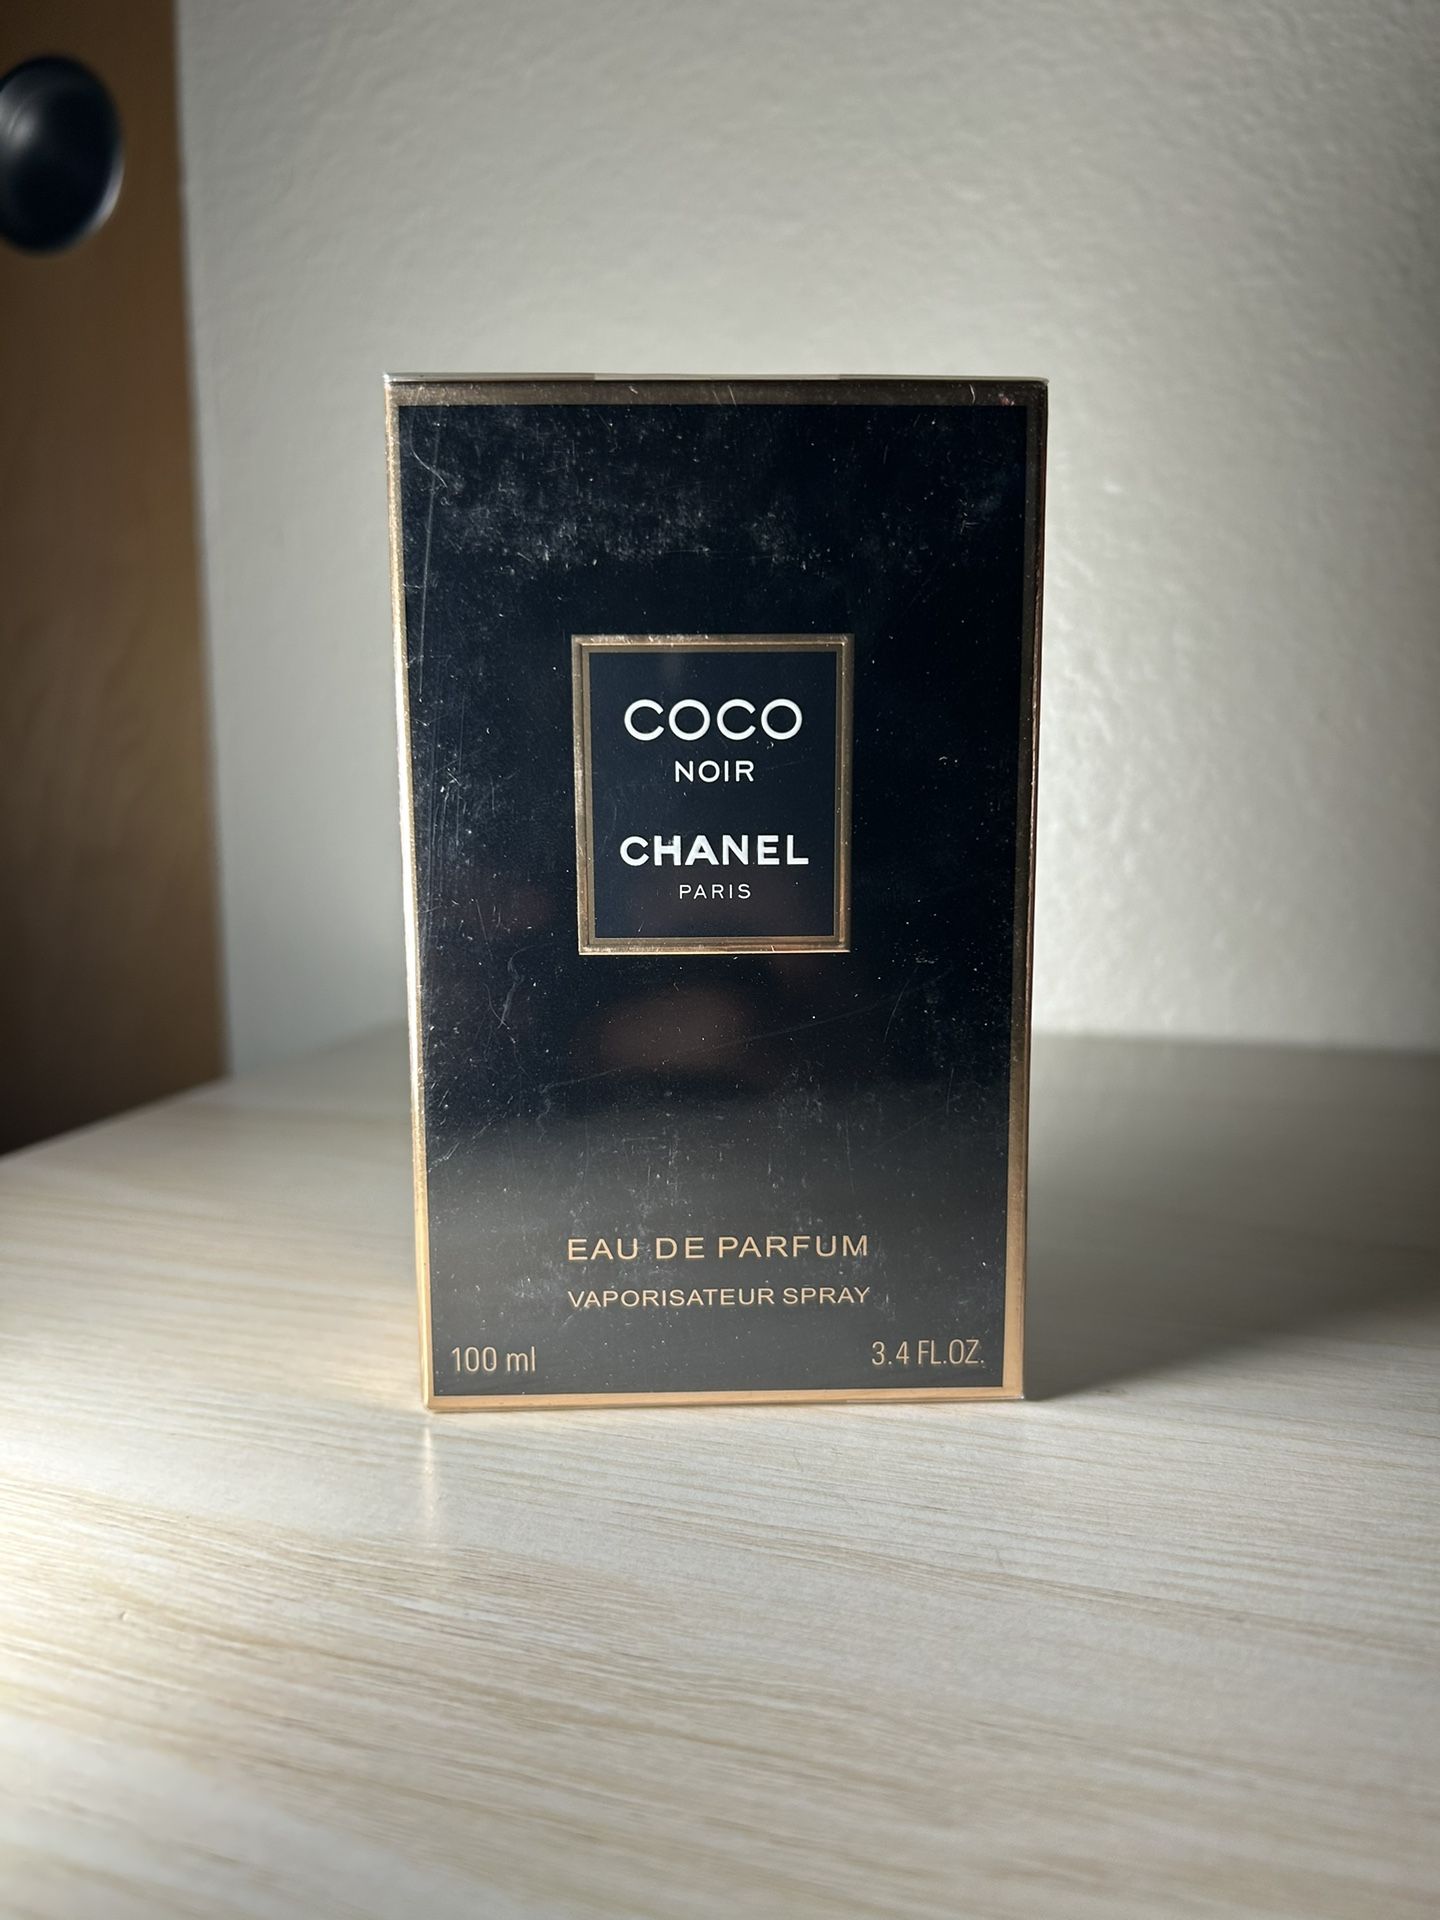 COCO
NOIR
CHANEL
PARIS
EAU DE PARFUM
VAPORISATEUR SPRAY
100 ml 3.4 FL.OZ.